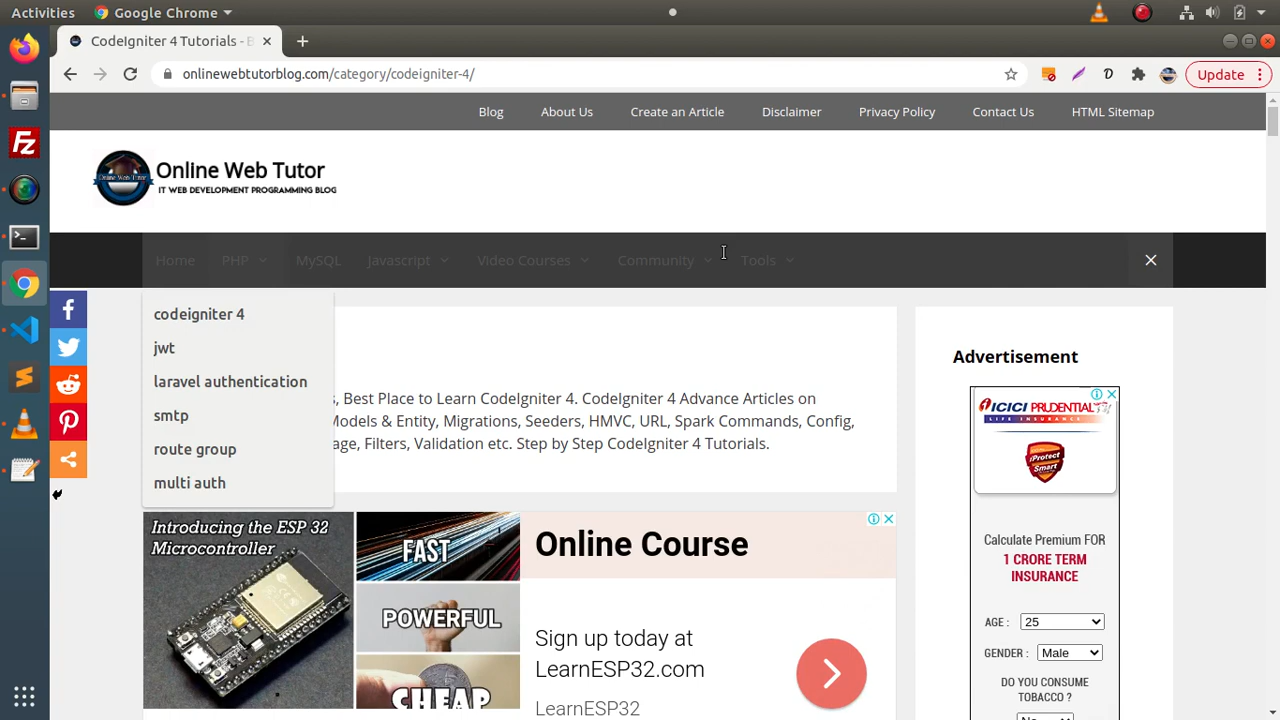 Activities
Google Chrome
CodeIgniter 4 Tutorials - B
onlinewebtutorblog.com/category/codeigniter-4/
Update
Blog
About Us
Create an Article
Disclaimer
Privacy Policy
Contact Us
HTML Sitemap
Online Web Tutor
IT WEB DEVELOPMENT PROGRAMMING BLOG
Home
PHP
MySQL
Javascript
Video Courses
Community
Tools
codeigniter 4
jwt
laravel authentication
smtp
route group
multi auth
s, Best Place to Learn CodeIgniter 4. CodeIgniter 4 Advance Articles on
Models & Entity, Migrations, Seeders, HMVC, URL, Spark Commands, Config,
age, Filters, Validation etc. Step by Step CodeIgniter 4 Tutorials.
Advertisement
ICICI PRUDENTIAL
LIFE INSURANCE
iProtect
Smart
Calculate Premium FOR
1 CRORE TERM
INSURANCE
AGE : 25
GENDER : Male
DO YOU CONSUME
TOBACCO ?
No
Introducing the ESP 32
Microcontroller
FAST
POWERFUL
CHEAP
Online Course
Sign up today at
LearnESP32.com
LearnESP32